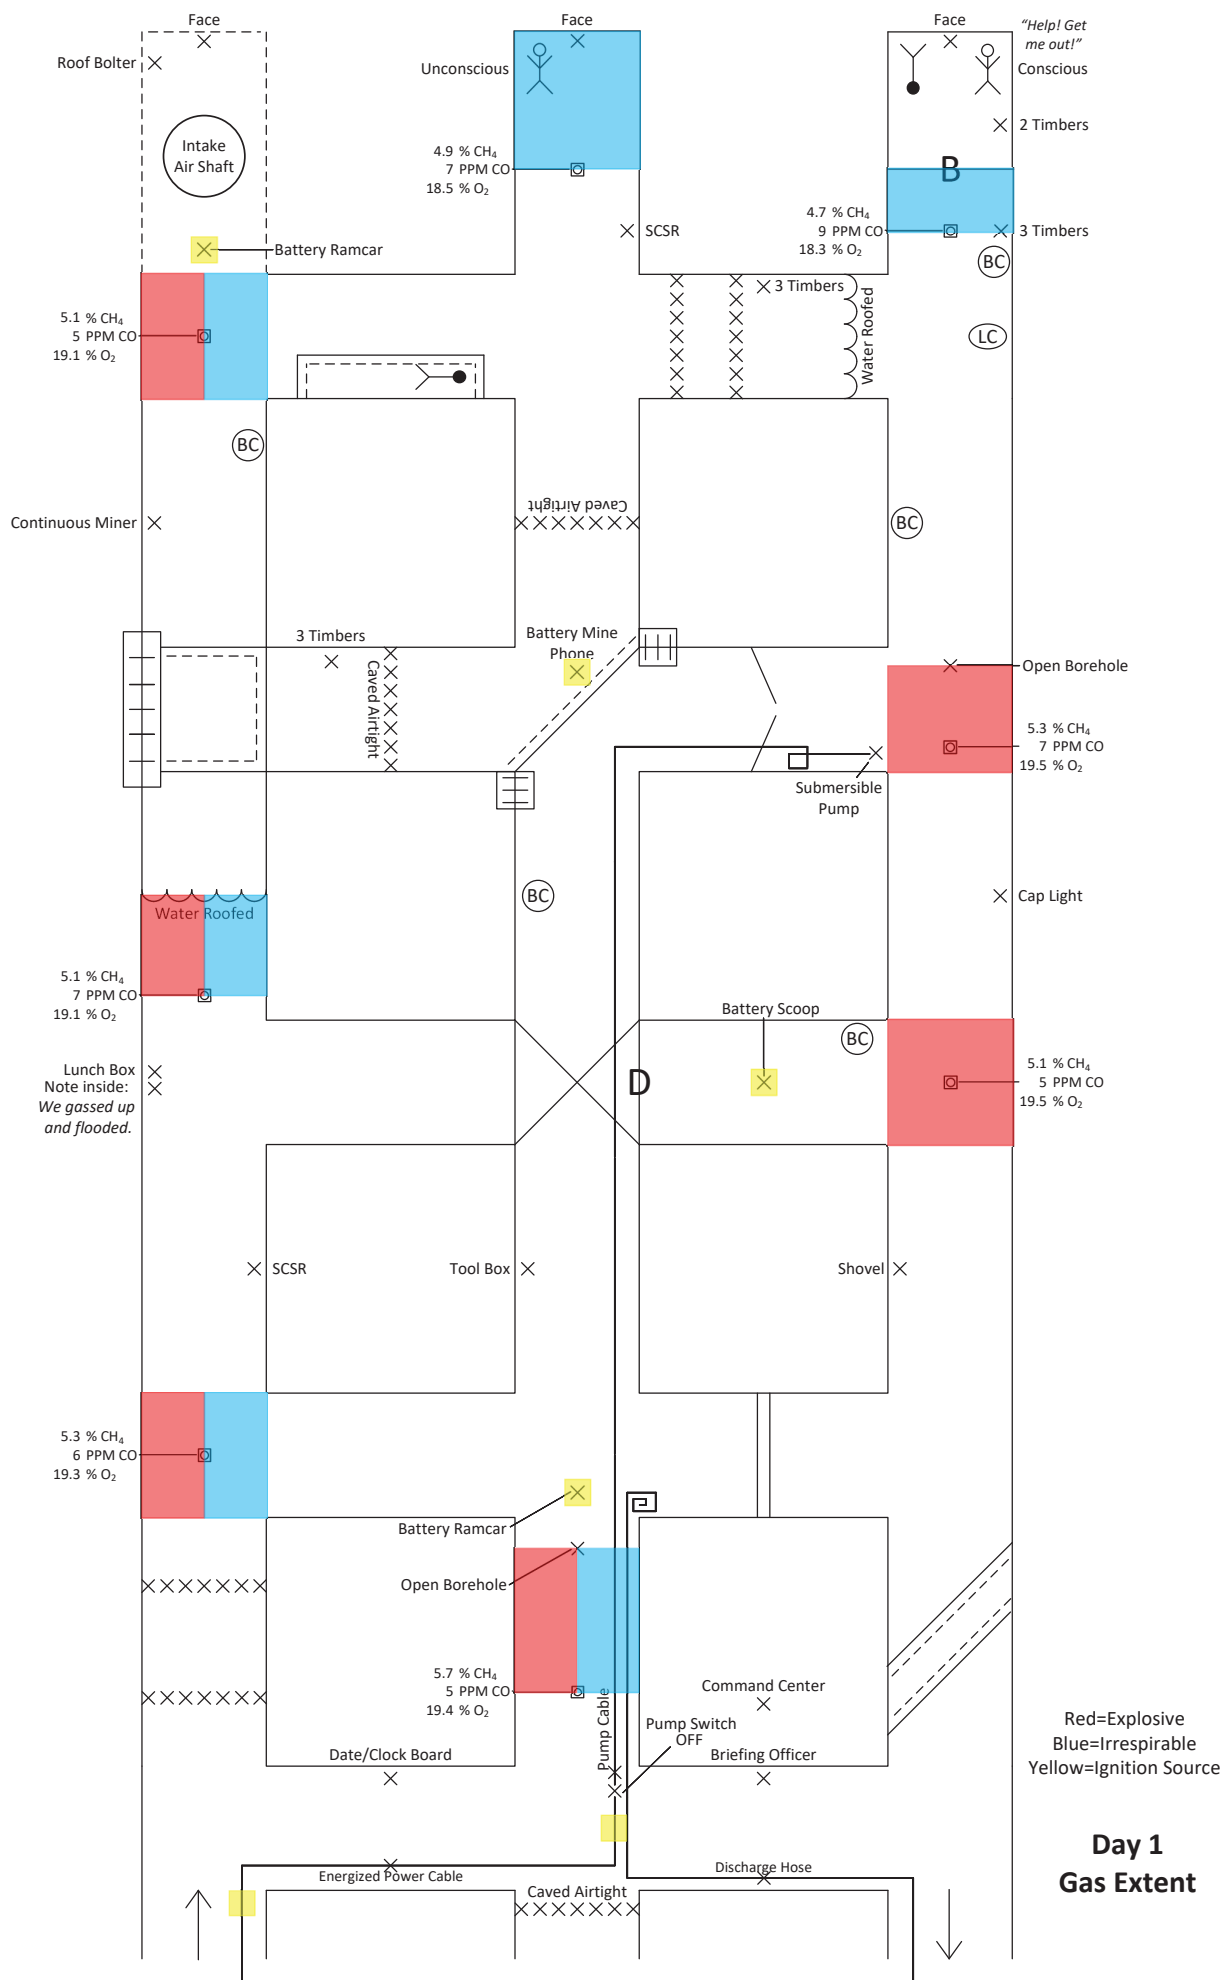 Face
Face
Face
"Help! Get
me out!"
Roof Bolter
Unconscious
Conscious
2 Timbers
Intake
Air Shaft
4.9 % CH₄
7 PPM CO
18.5 % O₂
B
4.7 % CH₄
9 PPM CO
18.3 % O₂
SCSR
3 Timbers
Battery Ramcar
BC
3 Timbers
Water Roofed
5.1 % CH₄
5 PPM CO
19.1 % O₂
LC
BC
Caved Airtight
Continuous Miner
BC
3 Timbers
Battery Mine
Phone
Caved Airtight
Open Borehole
5.3 % CH₄
7 PPM CO
19.5 % O₂
Submersible
Pump
BC
Cap Light
Water Roofed
5.1 % CH₄
7 PPM CO
19.1 % O₂
Battery Scoop
BC
Lunch Box
Note inside:
We gassed up
and flooded.
D
5.1 % CH₄
5 PPM CO
19.5 % O₂
SCSR
Tool Box
Shovel
5.3 % CH₄
6 PPM CO
19.3 % O₂
Battery Ramcar
Open Borehole
5.7 % CH₄
5 PPM CO
19.4 % O₂
Pump Cable
Command Center
Pump Switch
OFF
Date/Clock Board
Briefing Officer
Red=Explosive
Blue=Irrespirable
Yellow=Ignition Source
Energized Power Cable
Discharge Hose
Caved Airtight
Day 1
Gas Extent